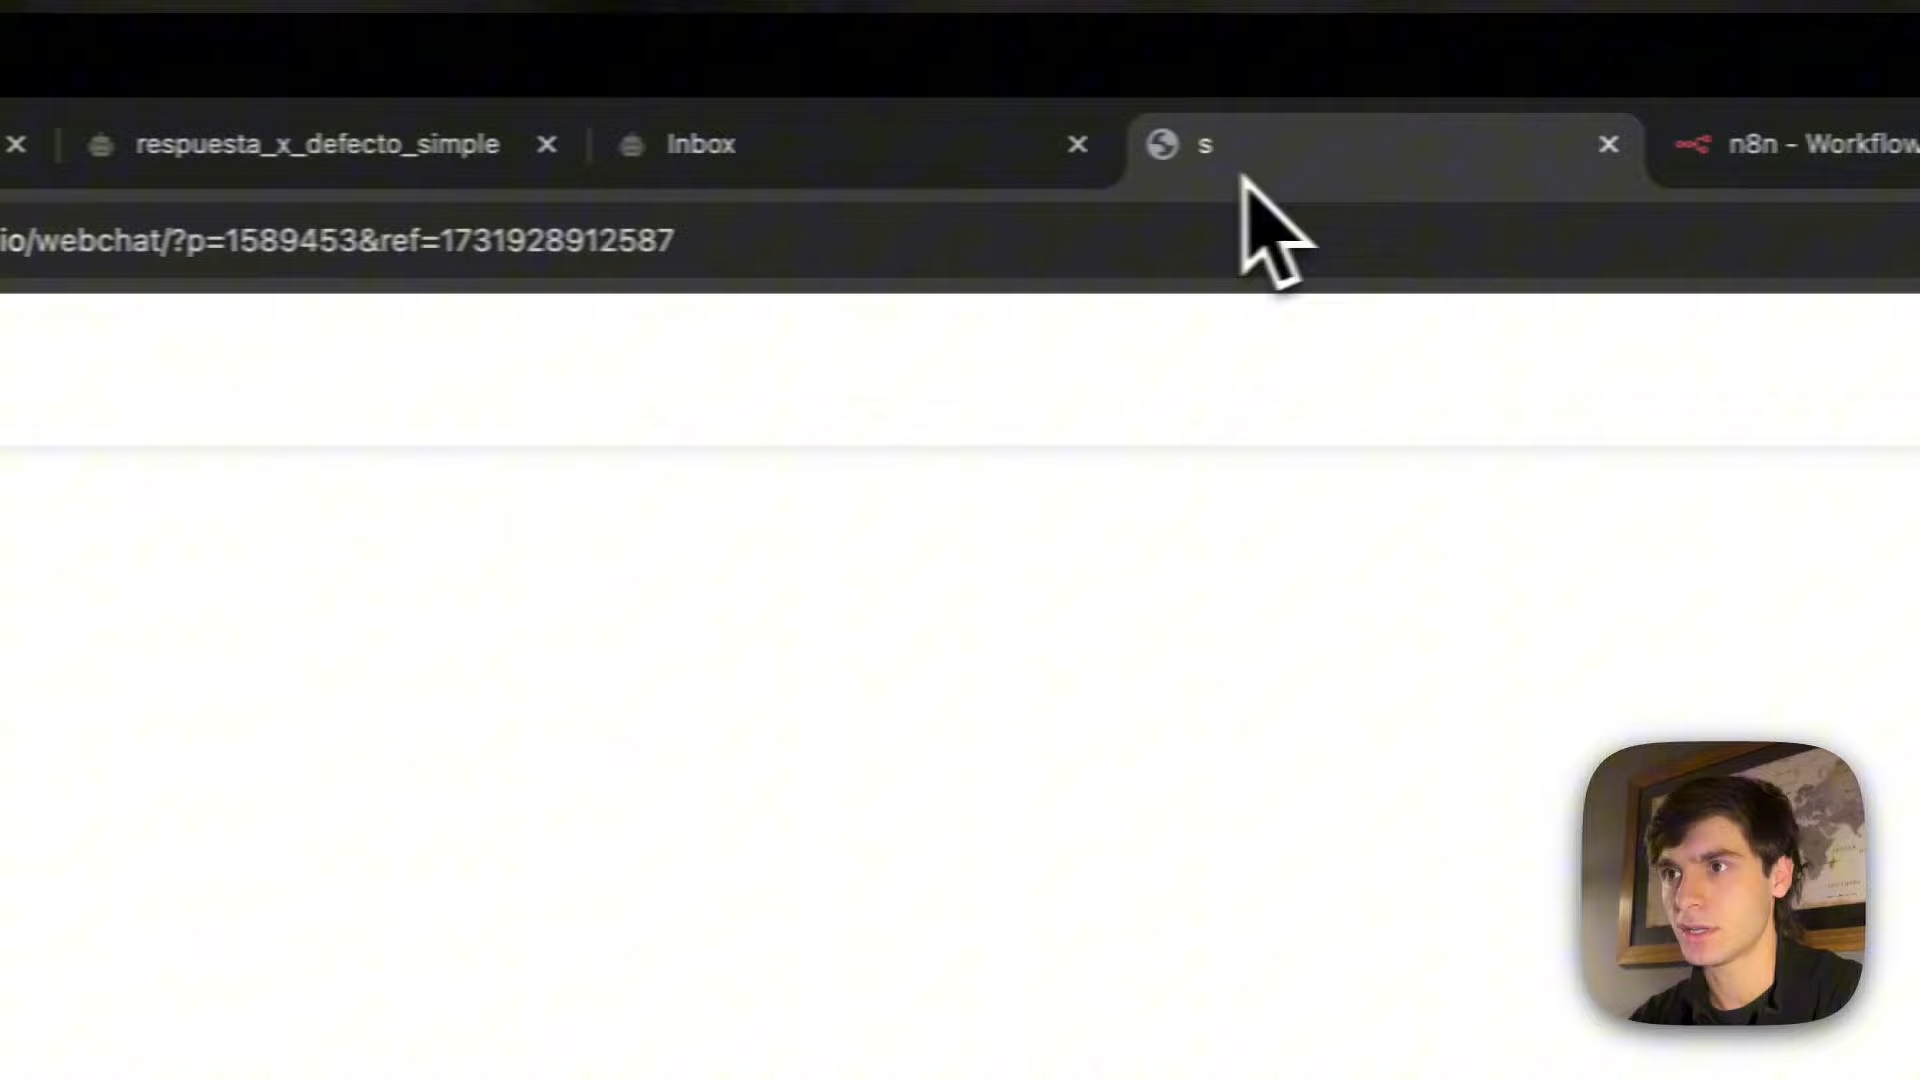 respuesta_x_defecto_simple
Inbox
s
n8n - Workflow
io/webchat/?p=1589453&ref=1731928912587